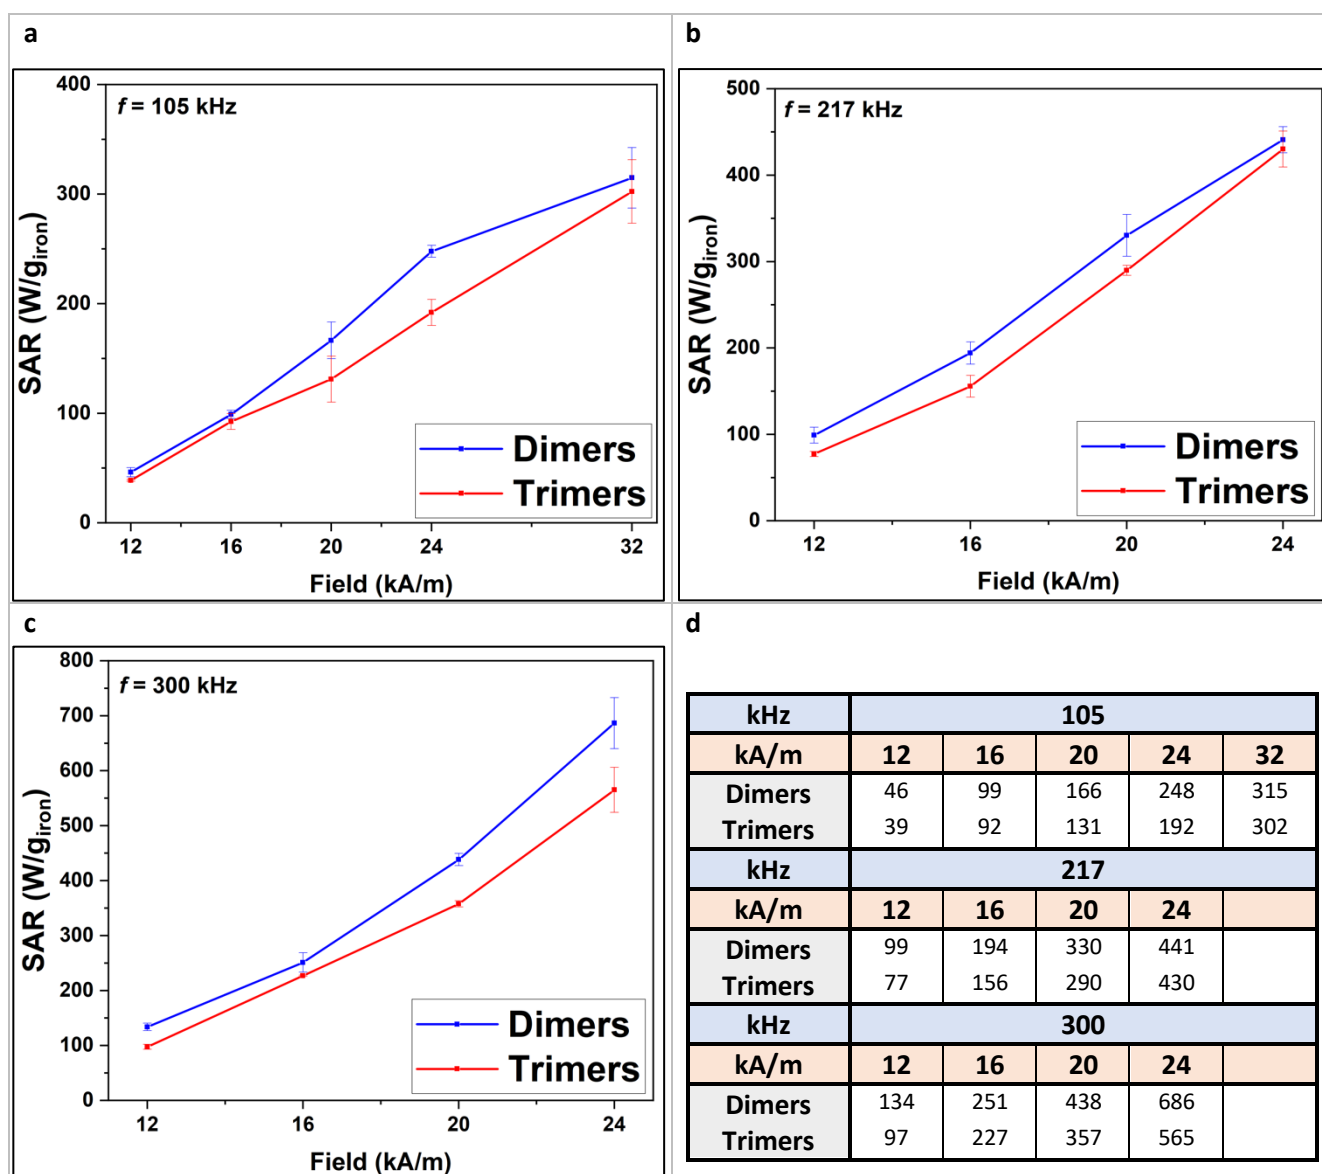 a
f = 105 kHz
400
300
200
100
0
SAR (W/g_iron)
12 16 20 24 32
Field (kA/m)
Dimers
Trimers
b
f = 217 kHz
500
400
300
200
100
0
SAR (W/g_iron)
12 16 20 24
Field (kA/m)
Dimers
Trimers
c
f = 300 kHz
800
700
600
500
400
300
200
100
0
SAR (W/g_iron)
12 16 20 24
Field (kA/m)
Dimers
Trimers
d
kHz 105
kA/m 12 16 20 24 32
Dimers 46 99 166 248 315
Trimers 39 92 131 192 302
kHz 217
kA/m 12 16 20 24
Dimers 99 194 330 441
Trimers 77 156 290 430
kHz 300
kA/m 12 16 20 24
Dimers 134 251 438 686
Trimers 97 227 357 565